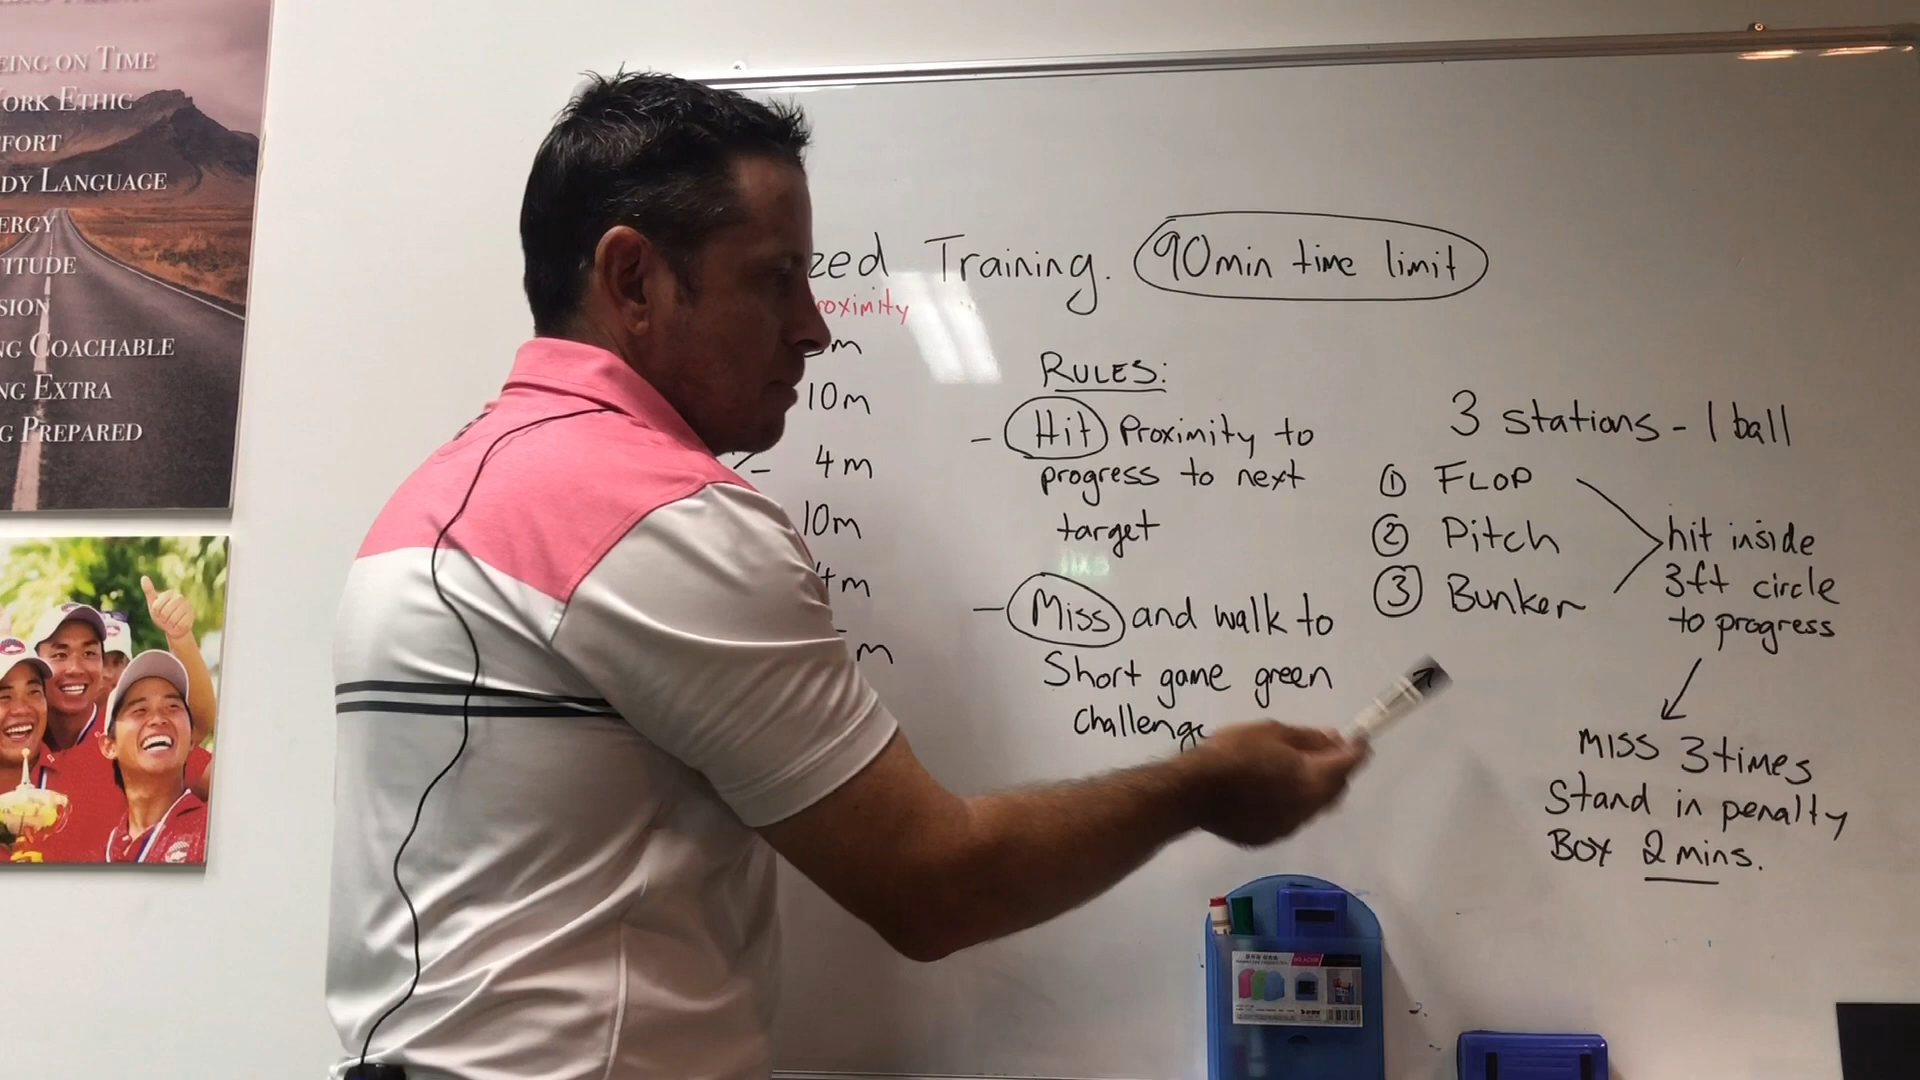 EING ON TIME
ORK ETHIC
FORT
DY LANGUAGE
ERGY
TITUDE
SION
NG COACHABLE
NG EXTRA
G PREPARED
zed Training. 90min time limit
roximity
m
10m
4m
10m
4m
m
RULES:
- Hit Proximity to
progress to next
target
- Miss and walk to
Short game green
Challeng
3 stations - 1 ball
① FLOP
② Pitch
③ Bunker
hit inside
3ft circle
to progress
MISS 3 times
Stand in penalty
Box 2 mins.